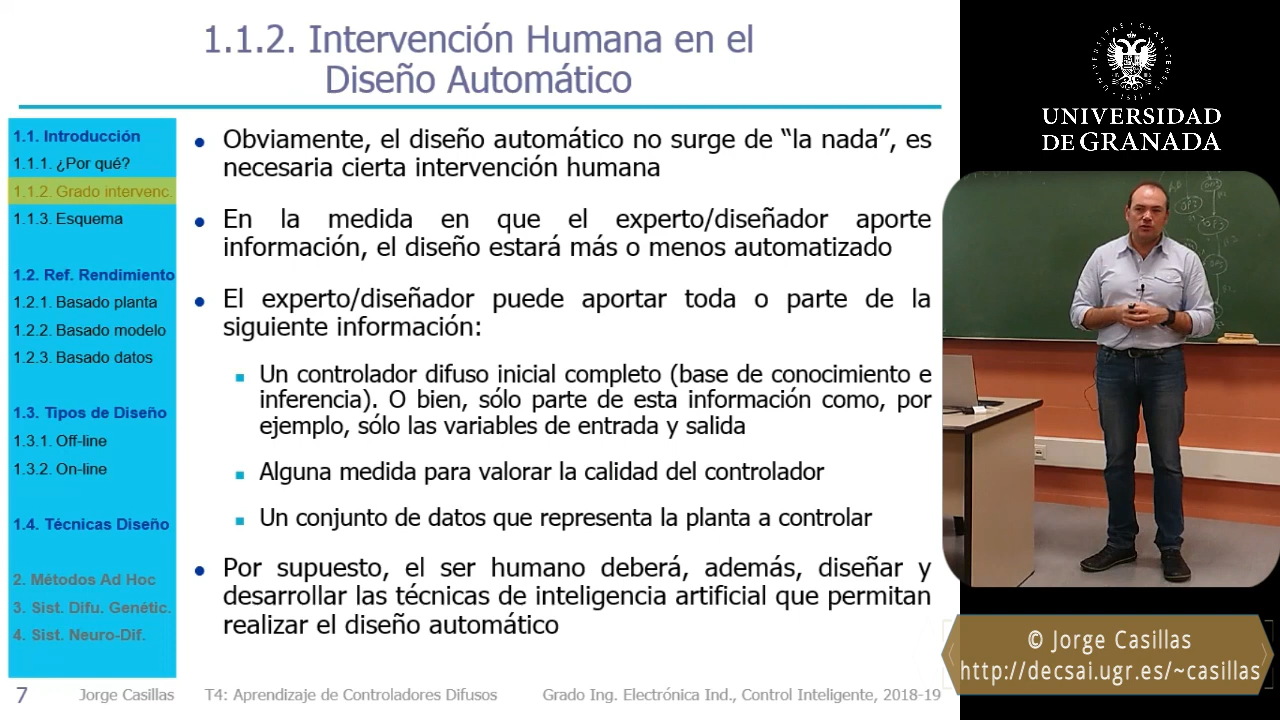 1.1.2. Intervención Humana en el
Diseño Automático
1.1. Introducción
1.1.1. ¿Por qué?
1.1.2. Grado intervenc.
1.1.3. Esquema
1.2. Ref. Rendimiento
1.2.1. Basado planta
1.2.2. Basado modelo
1.2.3. Basado datos
1.3. Tipos de Diseño
1.3.1. Off-line
1.3.2. On-line
1.4. Técnicas Diseño
2. Métodos Ad Hoc
3. Sist. Difu. Genétic.
4. Sist. Neuro-Dif.
Obviamente, el diseño automático no surge de “la nada”, es
necesaria cierta intervención humana
En la medida en que el experto/diseñador aporte
información, el diseño estará más o menos automatizado
El experto/diseñador puede aportar toda o parte de la
siguiente información:
Un controlador difuso inicial completo (base de conocimiento e
inferencia). O bien, sólo parte de esta información como, por
ejemplo, sólo las variables de entrada y salida
Alguna medida para valorar la calidad del controlador
Un conjunto de datos que representa la planta a controlar
Por supuesto, el ser humano deberá, además, diseñar y
desarrollar las técnicas de inteligencia artificial que permitan
realizar el diseño automático
7 Jorge Casillas T4: Aprendizaje de Controladores Difusos Grado Ing. Electrónica Ind., Control Inteligente, 2018-19
UNIVERSIDAD
DE GRANADA
© Jorge Casillas
http://decsai.ugr.es/~casillas